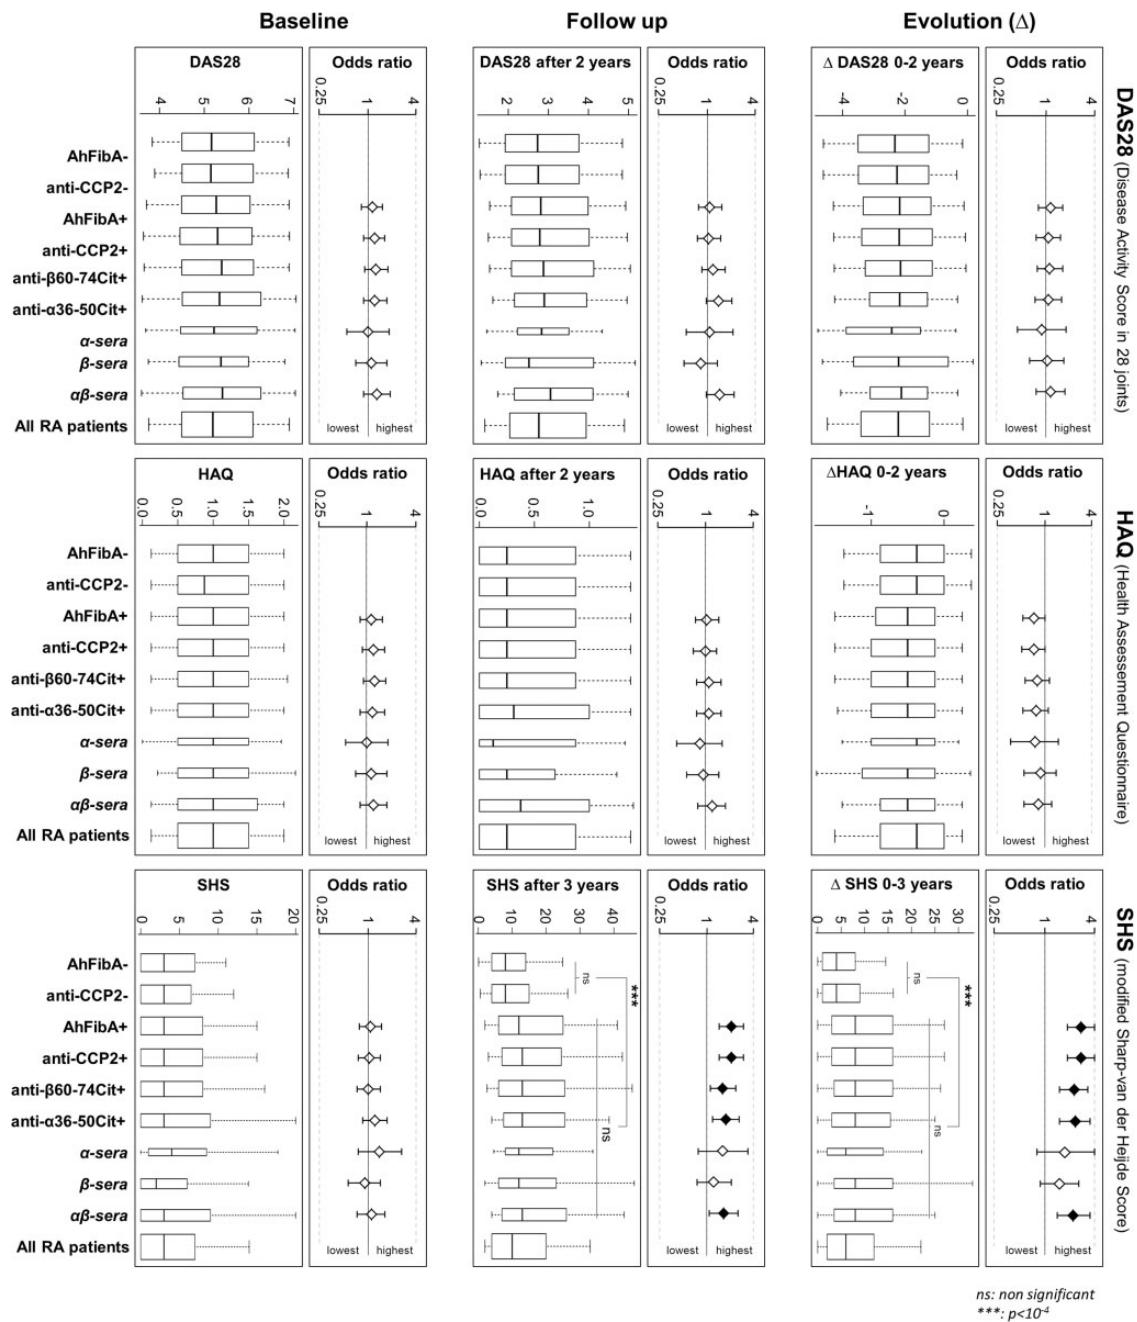 Baseline
Follow up
Evolution (Δ)
DAS28 (Disease Activity Score in 28 joints)
DAS28
Odds ratio
DAS28 after 2 years
Odds ratio
Δ DAS28 0-2 years
Odds ratio
4 5 6 7
0.25 1 4
2 3 4 5
0.25 1 4
-4 -2 0
0.25 1 4
AhFibA-
anti-CCP2-
AhFibA+
anti-CCP2+
anti-β60-74Cit+
anti-α36-50Cit+
α-sera
β-sera
αβ-sera
All RA patients
lowest highest
lowest highest
lowest highest
HAQ (Health Assessement Questionnaire)
HAQ
Odds ratio
HAQ after 2 years
Odds ratio
ΔHAQ 0-2 years
Odds ratio
0.0 0.5 1.0 1.5 2.0
0.25 1 4
0.0 0.5 1.0
0.25 1 4
-1 0
0.25 1 4
AhFibA-
anti-CCP2-
AhFibA+
anti-CCP2+
anti-β60-74Cit+
anti-α36-50Cit+
α-sera
β-sera
αβ-sera
All RA patients
lowest highest
lowest highest
lowest highest
SHS (modified Sharp-van der Heijde Score)
SHS
Odds ratio
SHS after 3 years
Odds ratio
Δ SHS 0-3 years
Odds ratio
0 5 10 15 20
0.25 1 4
0 10 20 30 40
0.25 1 4
0 5 10 15 20 25 30
0.25 1 4
AhFibA-
anti-CCP2-
AhFibA+
anti-CCP2+
anti-β60-74Cit+
anti-α36-50Cit+
α-sera
β-sera
αβ-sera
All RA patients
ns
***
ns
ns
***
ns
lowest highest
lowest highest
lowest highest
ns: non significant
***: p<10⁻⁴